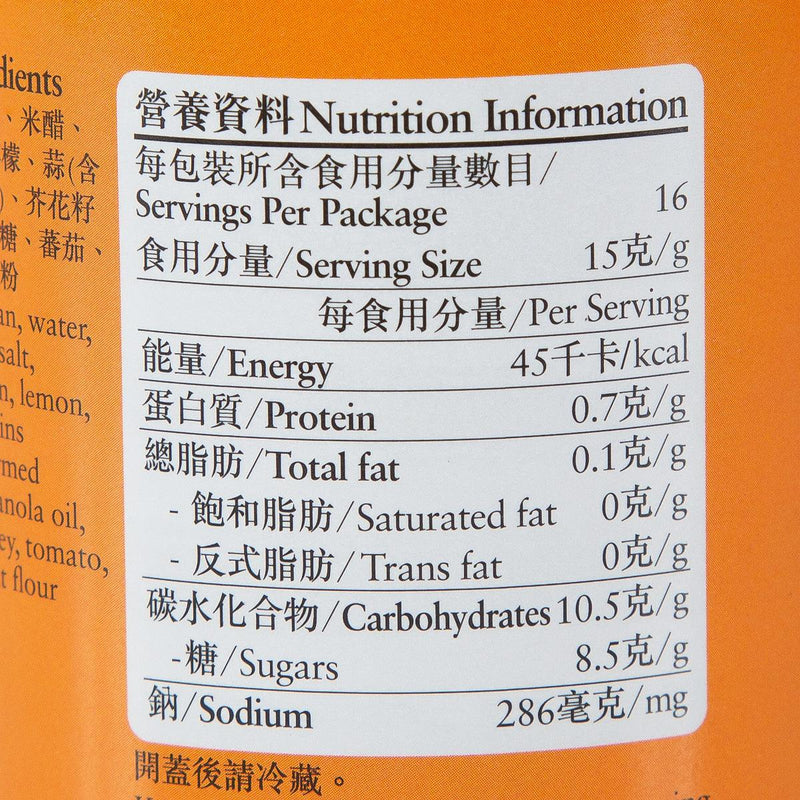 dients
、米醋、
檬、蒜(含
)、芥花籽
糖、蕃茄、
粉
an, water,
salt,
n, lemon,
ins
med
anola oil,
ey, tomato,
t flour
營養資料 Nutrition Information
每包裝所含食用分量數目/
Servings Per Package 16
食用分量/Serving Size 15克/g
每食用分量/Per Serving
能量/Energy 45千卡/kcal
蛋白質/Protein 0.7克/g
總脂肪/Total fat 0.1克/g
- 飽和脂肪/Saturated fat 0克/g
- 反式脂肪/Trans fat 0克/g
碳水化合物/Carbohydrates 10.5克/g
-糖/Sugars 8.5克/g
鈉/Sodium 286毫克/mg
開蓋後請冷藏。